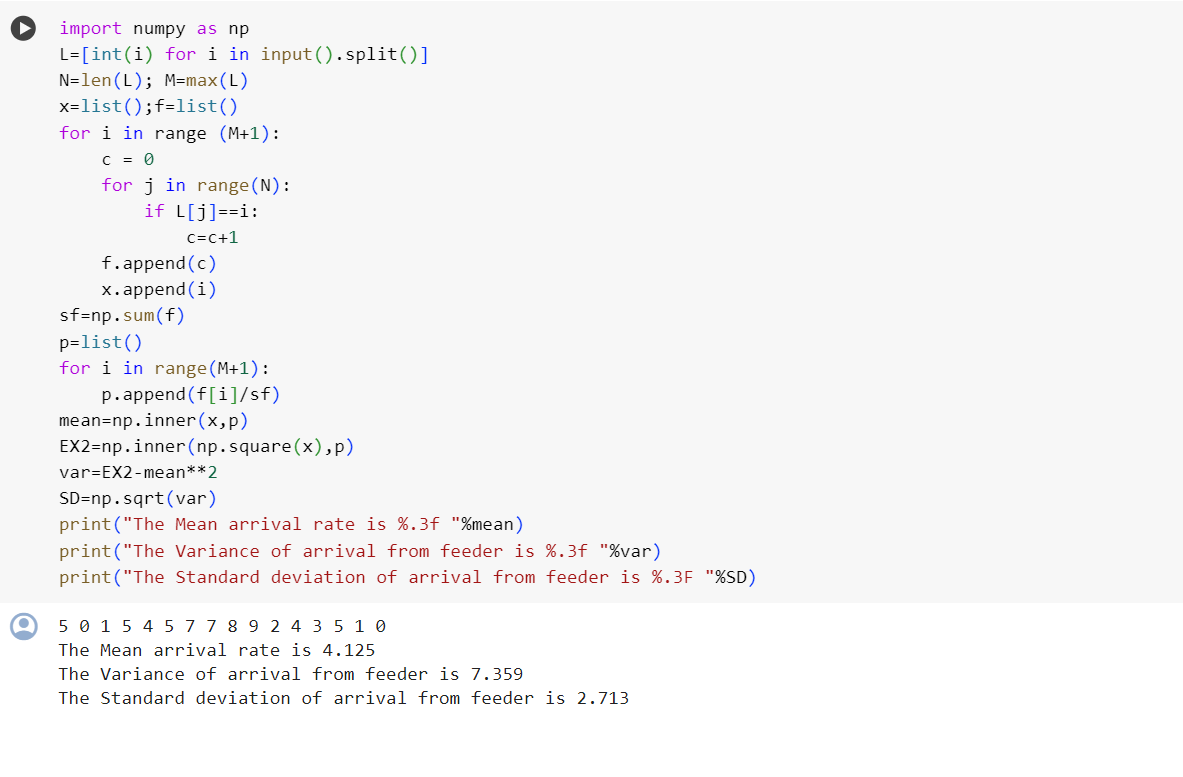 import numpy as np
L=[int(i) for i in input().split()]
N=len(L); M=max(L)
x=list();f=list()
for i in range (M+1):
    c = 0
    for j in range(N):
        if L[j]==i:
            c=c+1
    f.append(c)
    x.append(i)
sf=np.sum(f)
p=list()
for i in range(M+1):
    p.append(f[i]/sf)
mean=np.inner(x,p)
EX2=np.inner(np.square(x),p)
var=EX2-mean**2
SD=np.sqrt(var)
print("The Mean arrival rate is %.3f "%mean)
print("The Variance of arrival from feeder is %.3f "%var)
print("The Standard deviation of arrival from feeder is %.3F "%SD)
5 0 1 5 4 5 7 7 8 9 2 4 3 5 1 0
The Mean arrival rate is 4.125
The Variance of arrival from feeder is 7.359
The Standard deviation of arrival from feeder is 2.713